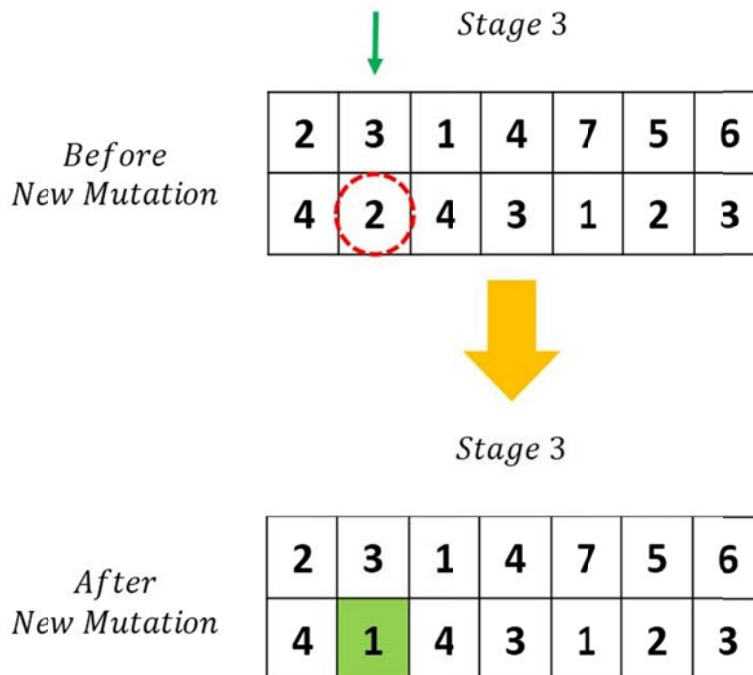 Stage 3
2 3 1 4 7 5 6
Before
New Mutation
4 2 4 3 1 2 3
Stage 3
2 3 1 4 7 5 6
After
New Mutation
4 1 4 3 1 2 3